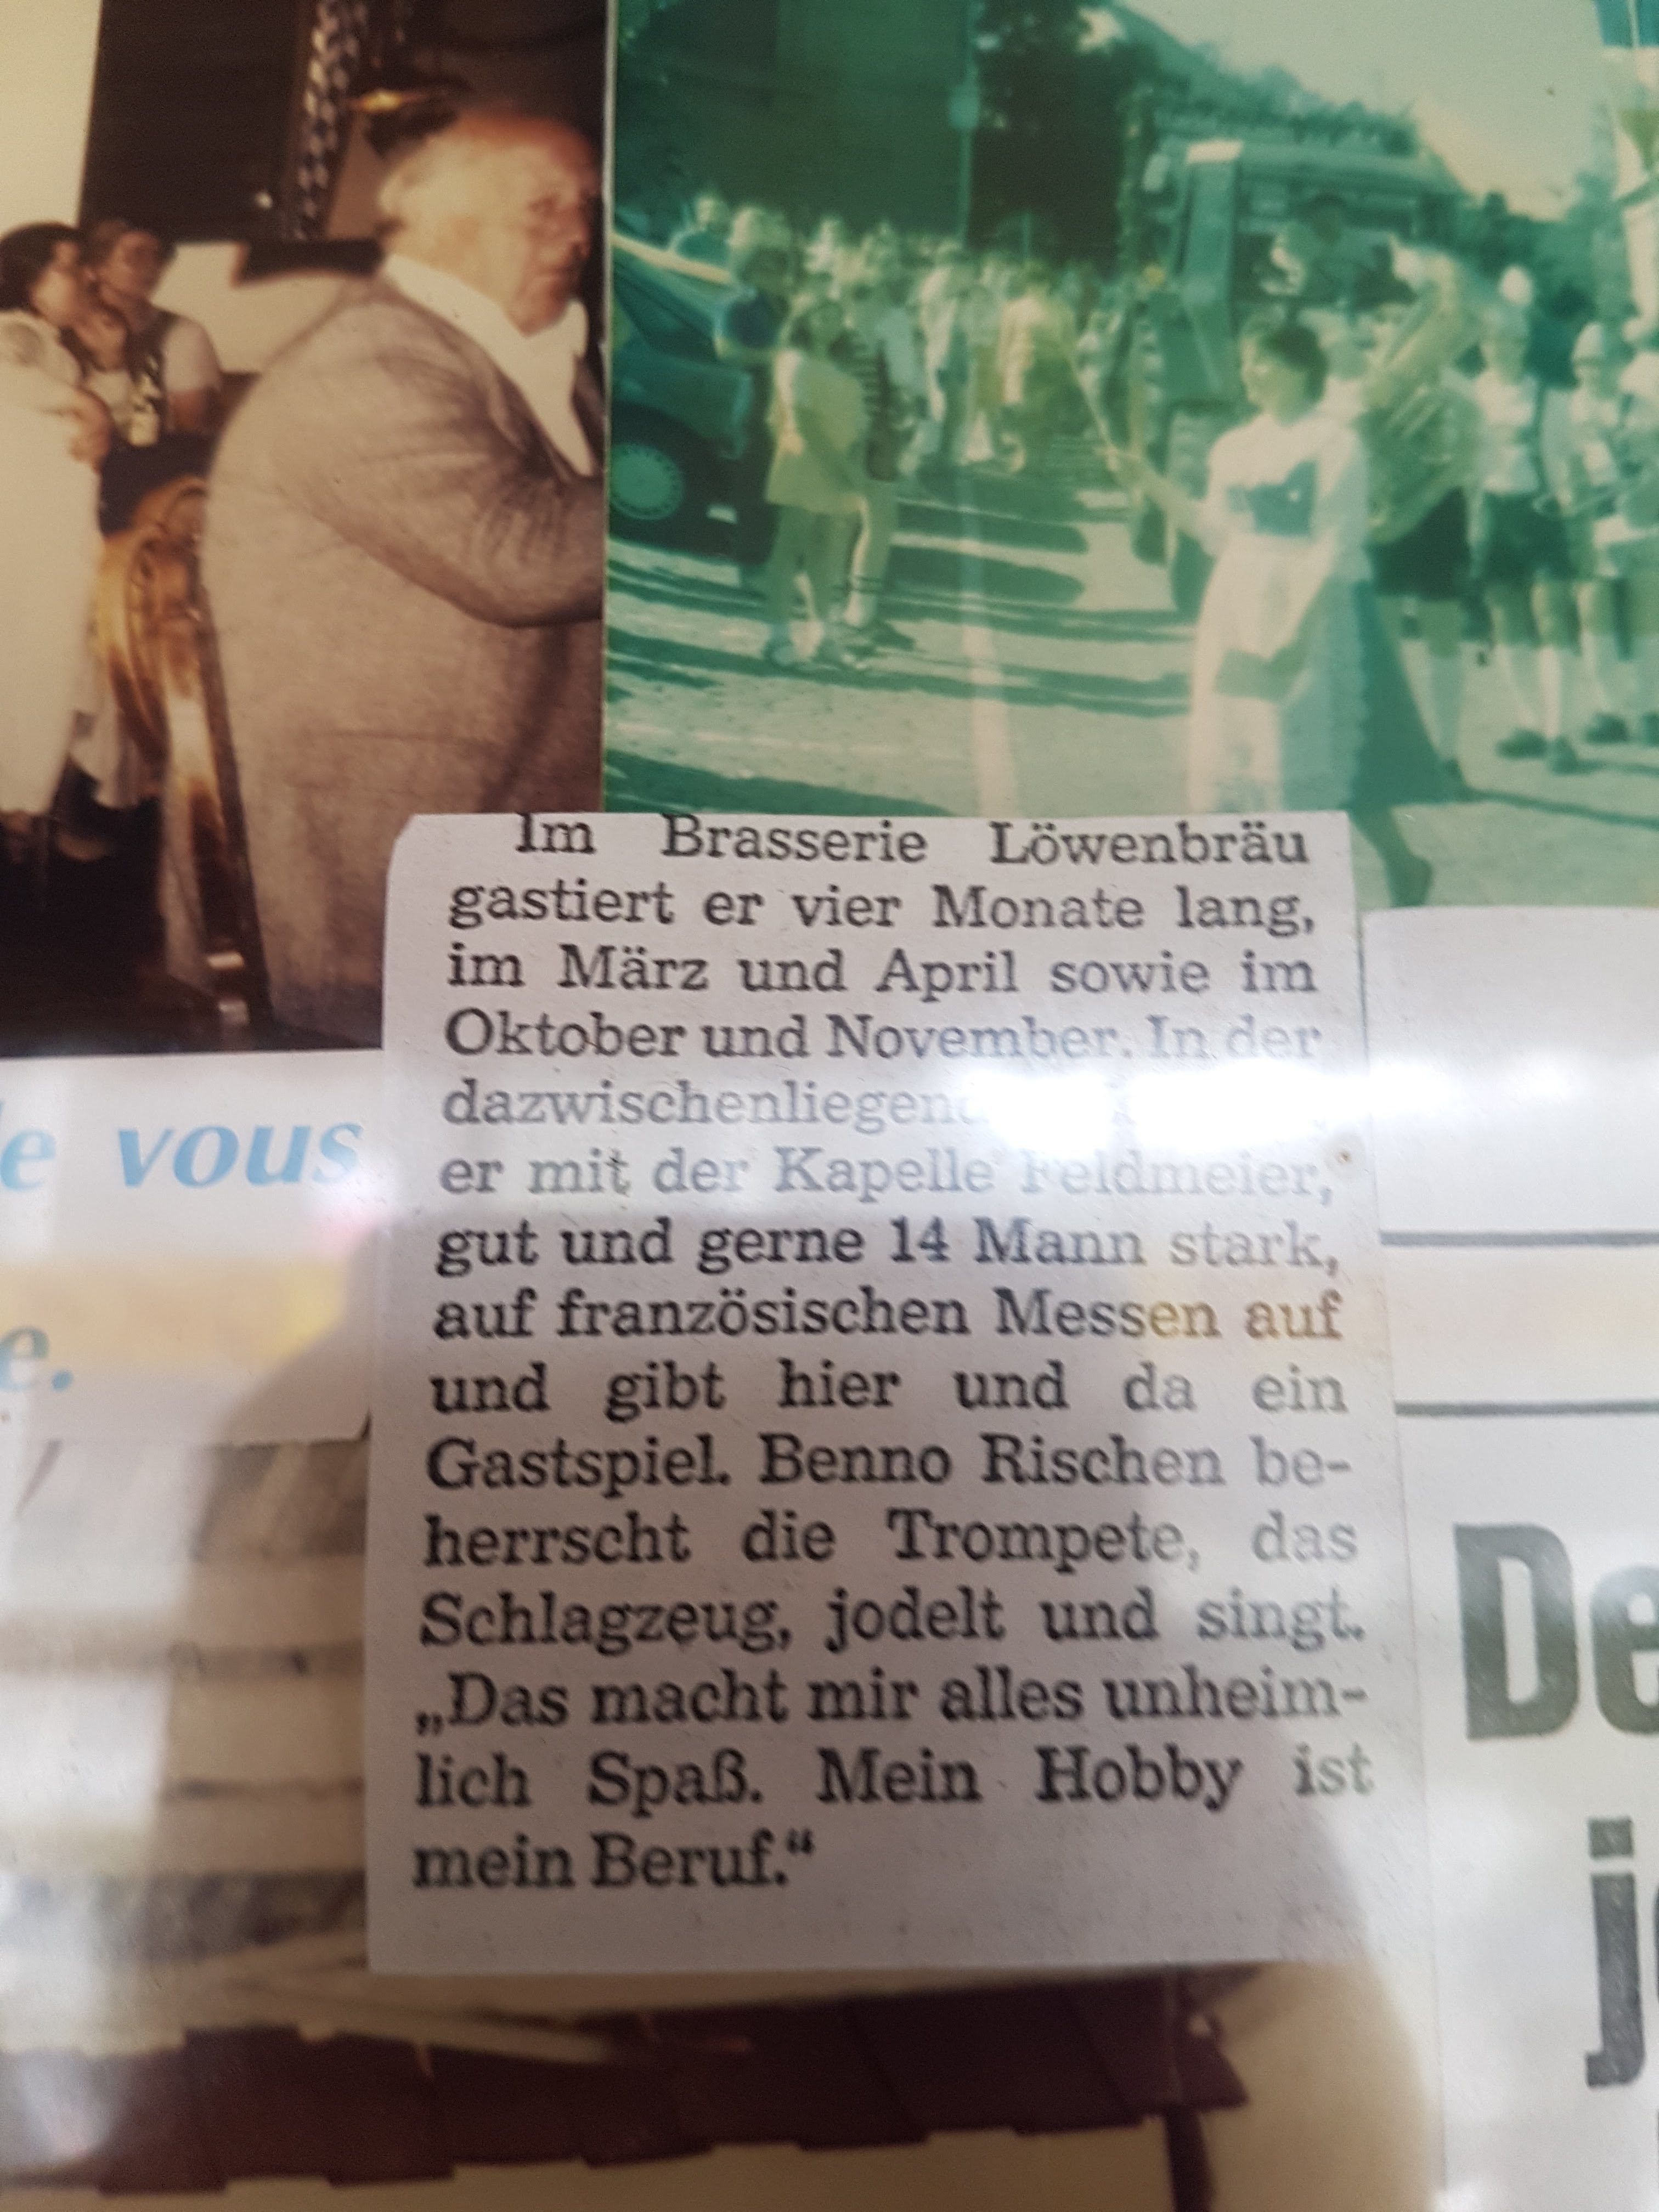 Im Brasserie Löwenbräu
gastiert er vier Monate lang,
im März und April sowie im
Oktober und November. In der
dazwischenliegend
er mit der Kapelle Feldmeier,
gut und gerne 14 Mann stark,
auf französischen Messen auf
und gibt hier und da ein
Gastspiel. Benno Rischen be-
herrscht die Trompete, das
Schlagzeug, jodelt und singt.
„Das macht mir alles unheim-
lich Spaß. Mein Hobby ist
mein Beruf.“
e vous
e.
De
j